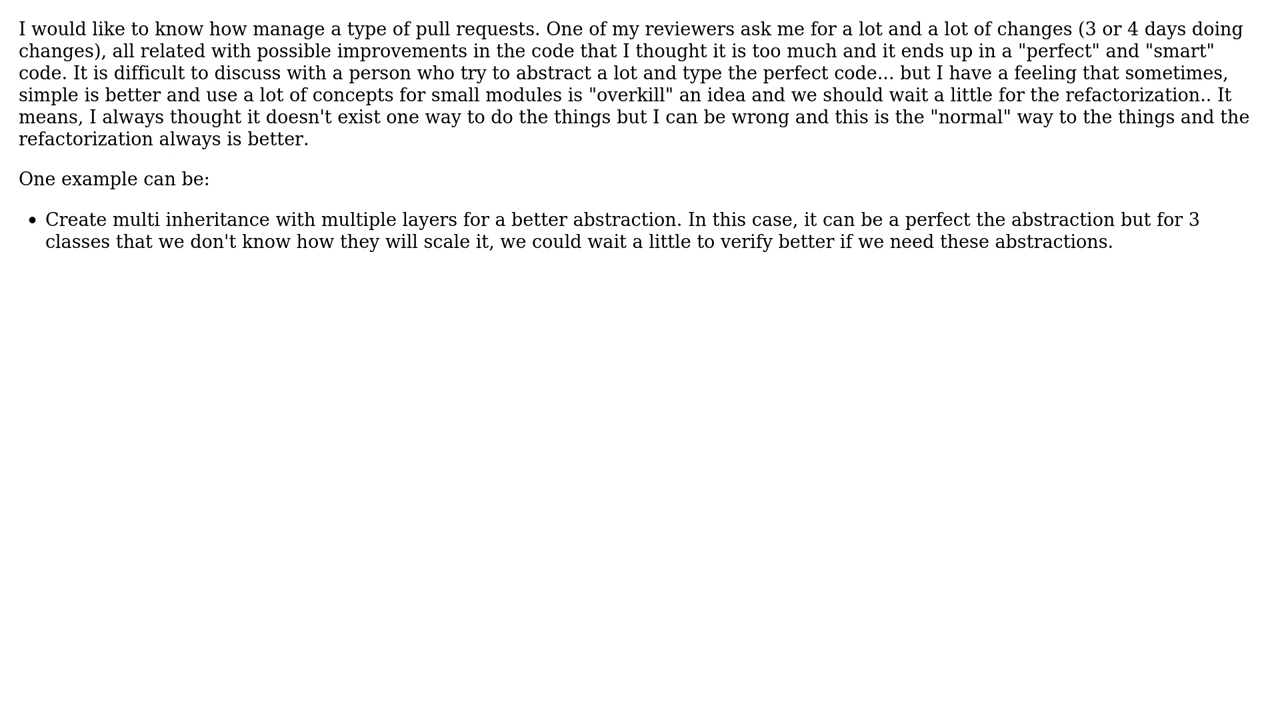 I would like to know how manage a type of pull requests. One of my reviewers ask me for a lot and a lot of changes (3 or 4 days doing
changes), all related with possible improvements in the code that I thought it is too much and it ends up in a "perfect" and "smart"
code. It is difficult to discuss with a person who try to abstract a lot and type the perfect code... but I have a feeling that sometimes,
simple is better and use a lot of concepts for small modules is "overkill" an idea and we should wait a little for the refactorization.. It
means, I always thought it doesn't exist one way to do the things but I can be wrong and this is the "normal" way to the things and the
refactorization always is better.
One example can be:
• Create multi inheritance with multiple layers for a better abstraction. In this case, it can be a perfect the abstraction but for 3
classes that we don't know how they will scale it, we could wait a little to verify better if we need these abstractions.